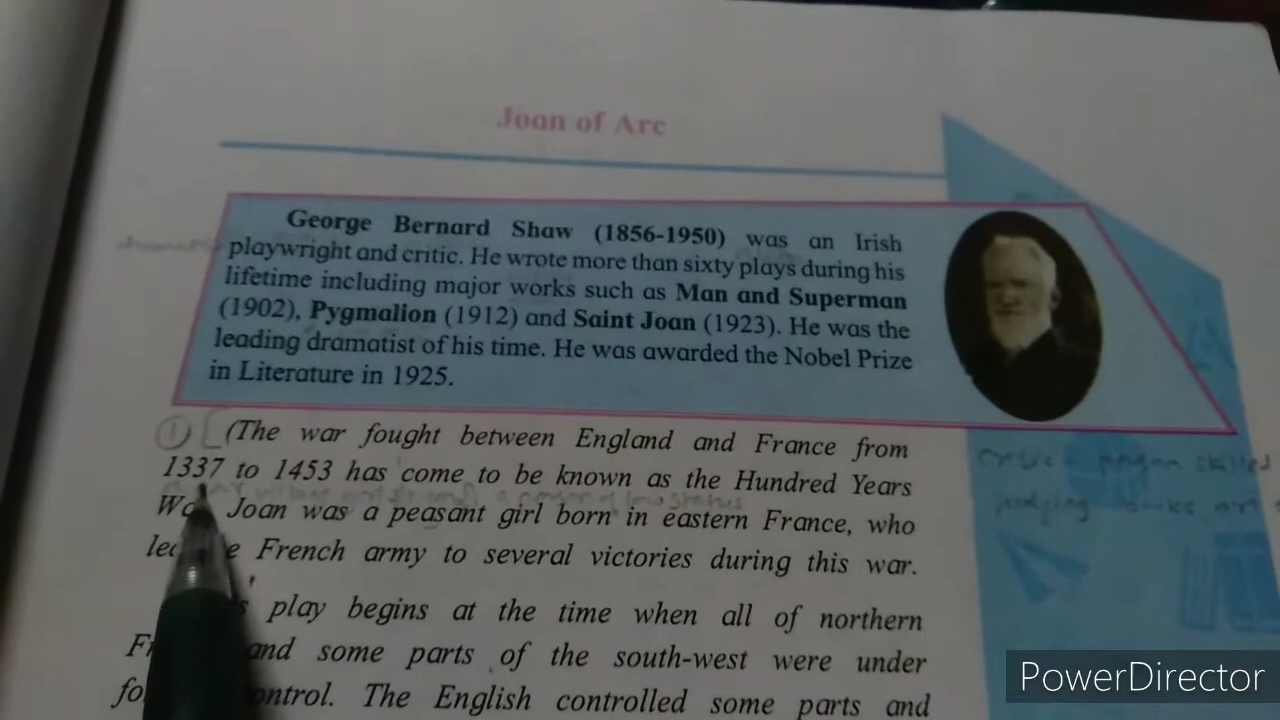 Joan of Arc
George Bernard Shaw (1856-1950) was an Irish
playwright and critic. He wrote more than sixty plays during his
lifetime including major works such as Man and Superman
(1902), Pygmalion (1912) and Saint Joan (1923). He was the
leading dramatist of his time. He was awarded the Nobel Prize
in Literature in 1925.
1 (The war fought between England and France from
1337 to 1453 has come to be known as the Hundred Years
Joan was a peasant girl born in eastern France, who
French army to several victories during this war.
play begins at the time when all of northern
and some parts of the south-west were under
The English controlled some parts and
skilled
judging
PowerDirector